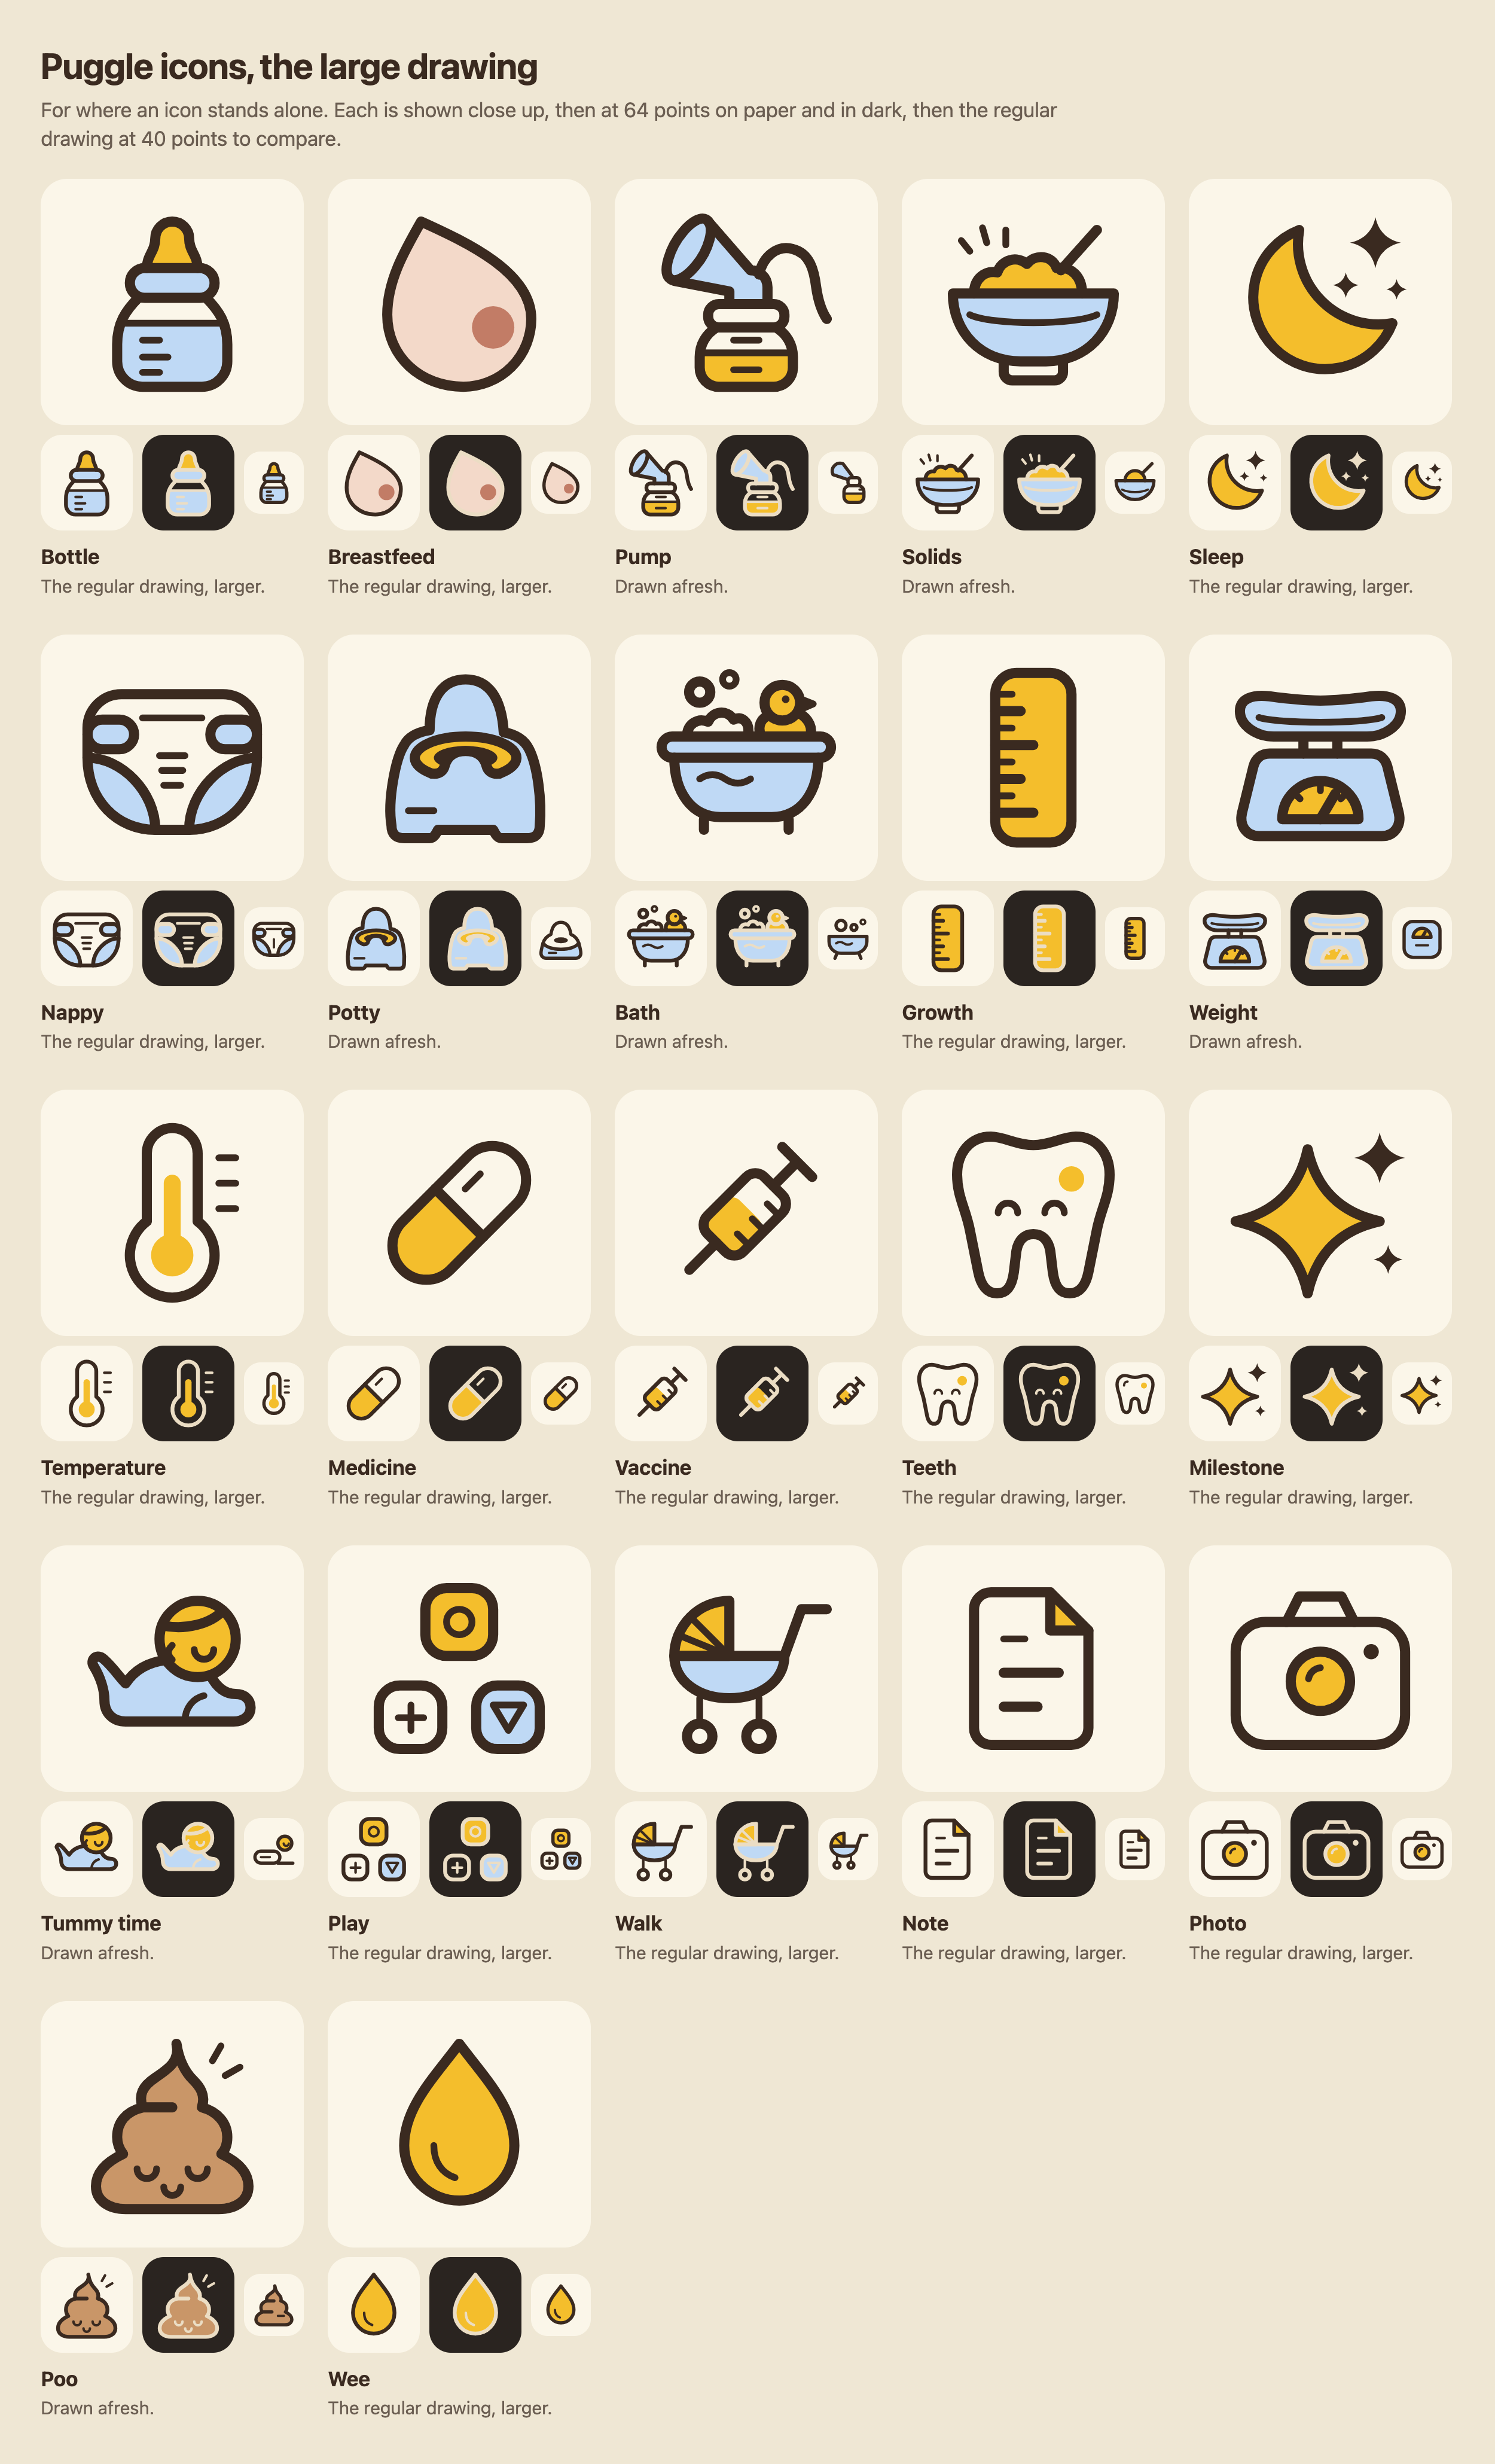 Puggle icons, the large drawing
For where an icon stands alone. Each is shown close up, then at 64 points on paper and in dark, then the regular
drawing at 40 points to compare.
Bottle
The regular drawing, larger.
Breastfeed
The regular drawing, larger.
Pump
Drawn afresh.
Solids
Drawn afresh.
Sleep
The regular drawing, larger.
Nappy
The regular drawing, larger.
Potty
Drawn afresh.
Bath
Drawn afresh.
Growth
The regular drawing, larger.
Weight
Drawn afresh.
Temperature
The regular drawing, larger.
Medicine
The regular drawing, larger.
Vaccine
The regular drawing, larger.
Teeth
The regular drawing, larger.
Milestone
The regular drawing, larger.
Tummy time
Drawn afresh.
Play
The regular drawing, larger.
Walk
The regular drawing, larger.
Note
The regular drawing, larger.
Photo
The regular drawing, larger.
Poo
Drawn afresh.
Wee
The regular drawing, larger.